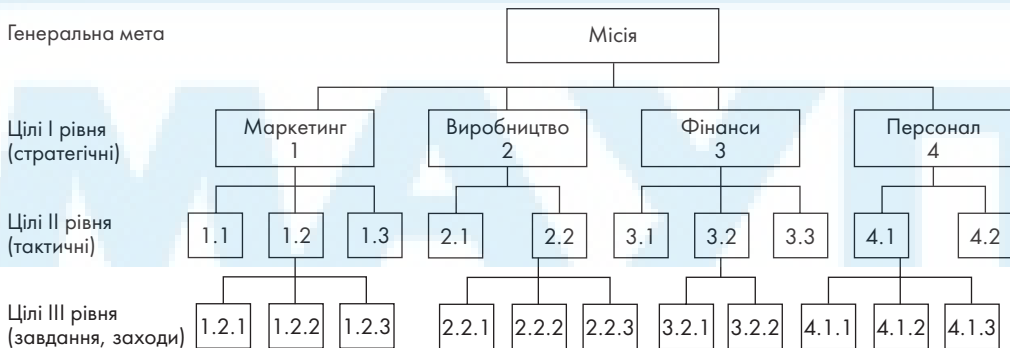 Генеральна мета
Місія
Цілі І рівня
(стратегічні)
Маркетинг
1
Виробництво
2
Фінанси
3
Персонал
4
Цілі ІІ рівня
(тактичні)
1.1
1.2
1.3
2.1
2.2
3.1
3.2
3.3
4.1
4.2
Цілі ІІІ рівня
(завдання, заходи)
1.2.1
1.2.2
1.2.3
2.2.1
2.2.2
2.2.3
3.2.1
3.2.2
4.1.1
4.1.2
4.1.3